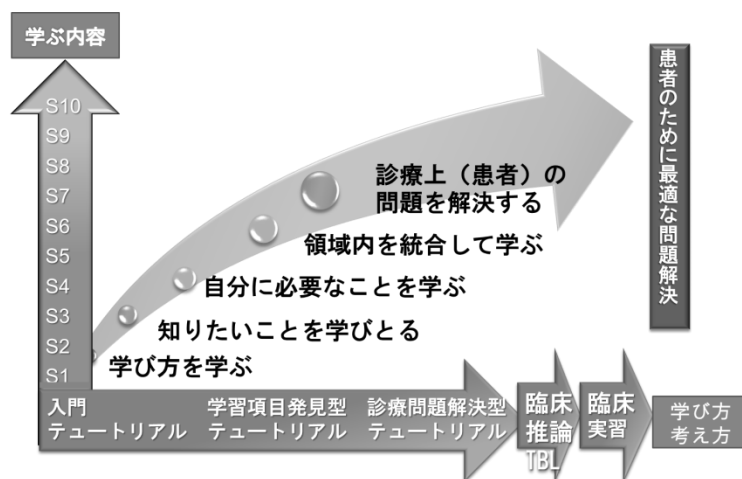 学ぶ内容
S10
S9
S8
S7
S6
S5
S4
S3
S2
S1
診療上（患者）の
問題を解決する
領域内を統合して学ぶ
自分に必要なことを学ぶ
知りたいことを学びとる
学び方を学ぶ
患者のために最適な問題解決
入門
テュートリアル
学習項目発見型
テュートリアル
診療問題解決型
テュートリアル
臨床
推論
TBL
臨床
実習
学び方
考え方